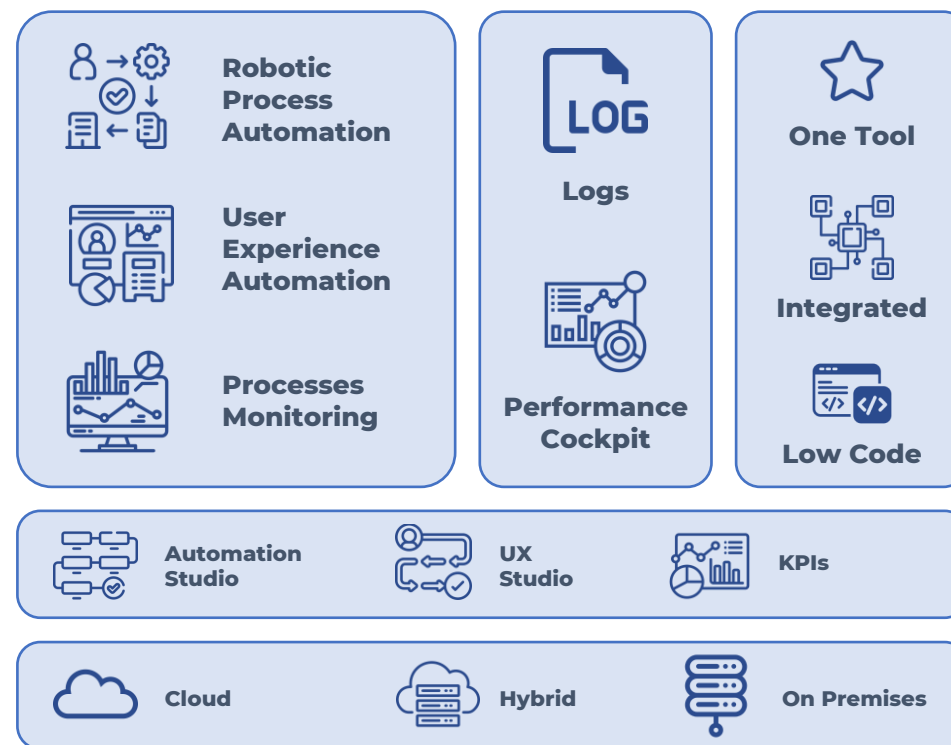 Robotic
Process
Automation
User
Experience
Automation
Processes
Monitoring
LOG
Logs
Performance
Cockpit
One Tool
Integrated
</>
</>
Low Code
Automation
Studio
UX
Studio
KPIs
Cloud
Hybrid
On Premises